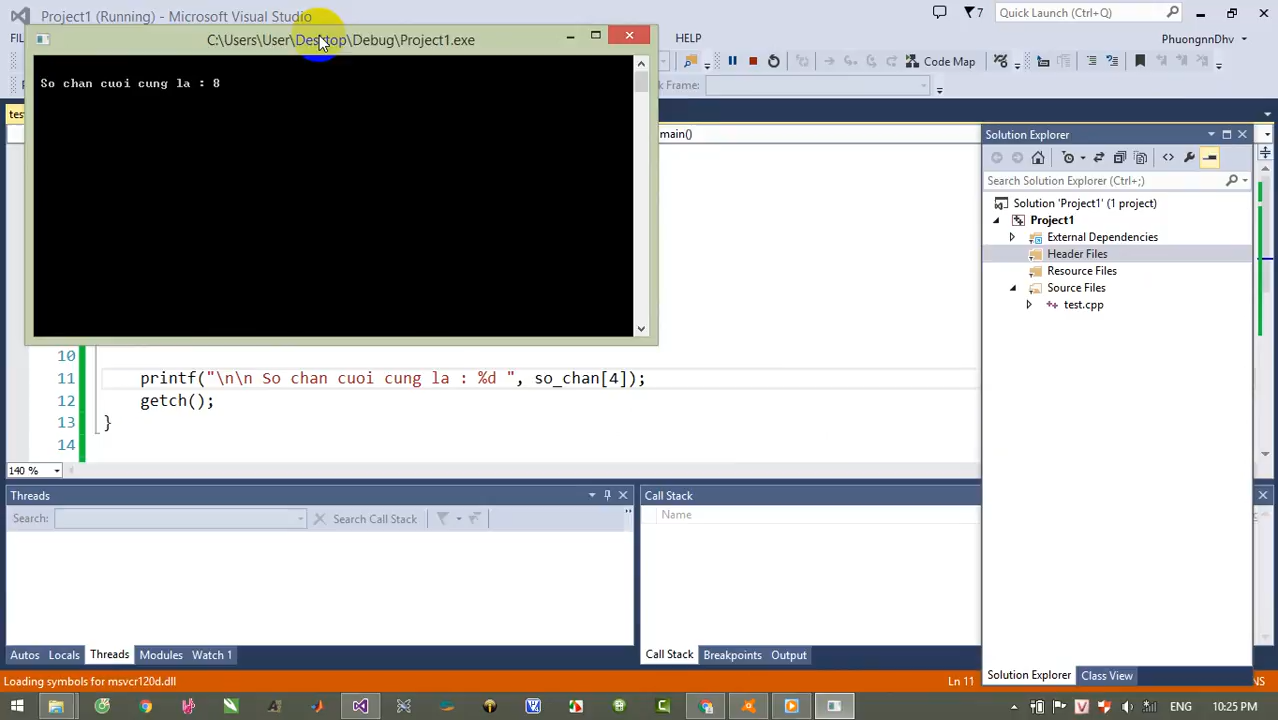 Project1 (Running) - Microsoft Visual Studio
7
Quick Launch (Ctrl+Q)
C:\Users\User\Desktop\Debug\Project1.exe
HELP
PhuongnnDhv
So chan cuoi cung la : 8
Code Map
Frame:
main()
Solution Explorer
Search Solution Explorer (Ctrl+;)
Solution 'Project1' (1 project)
Project1
External Dependencies
Header Files
Resource Files
Source Files
test.cpp
10
11 printf("\n\n So chan cuoi cung la : %d ", so_chan[4]);
12 getch();
13 }
14
140 %
Threads
Search:
Search Call Stack
Call Stack
Name
Autos Locals Threads Modules Watch 1
Call Stack Breakpoints Output
Solution Explorer Class View
Loading symbols for msvcr120d.dll
Ln 11
NS
ENG
10:25 PM